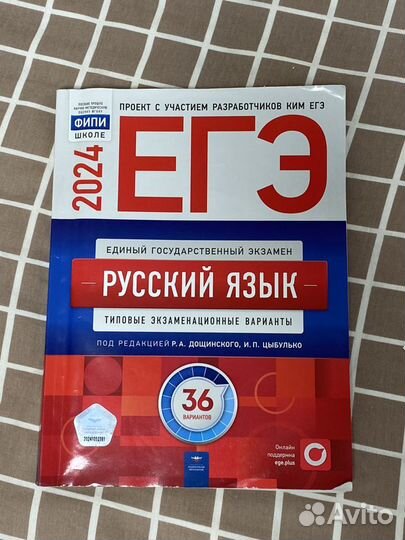 ПРОЕКТ С УЧАСТИЕМ РАЗРАБОТЧИКОВ КИМ ЕГЭ
ФИПИ
ШКОЛЕ
2024
ЕГЭ
ЕДИНЫЙ ГОСУДАРСТВЕННЫЙ ЭКЗАМЕН
РУССКИЙ ЯЗЫК
ТИПОВЫЕ ЭКЗАМЕНАЦИОННЫЕ ВАРИАНТЫ
ПОД РЕДАКЦИЕЙ Р.А. ДОЩИНСКОГО, И.П. ЦЫБУЛЬКО
36
ВАРИАНТОВ
Онлайн
поддержка
ege.plus
Avito